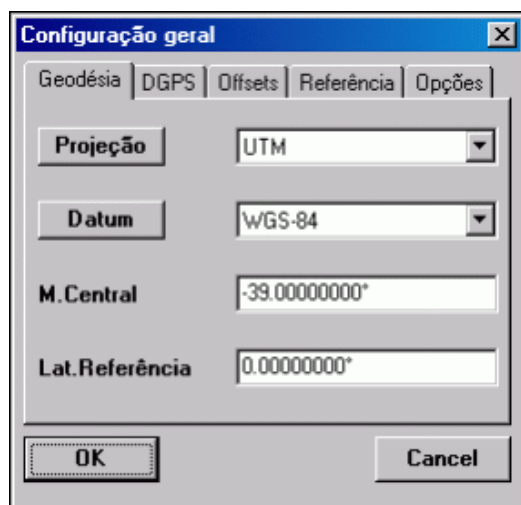 Configuração geral
Geodésia DGPS Offsets Referência Opções
Projeção UTM
Datum WGS-84
M.Central -39.00000000°
Lat.Referência 0.00000000°
OK Cancel